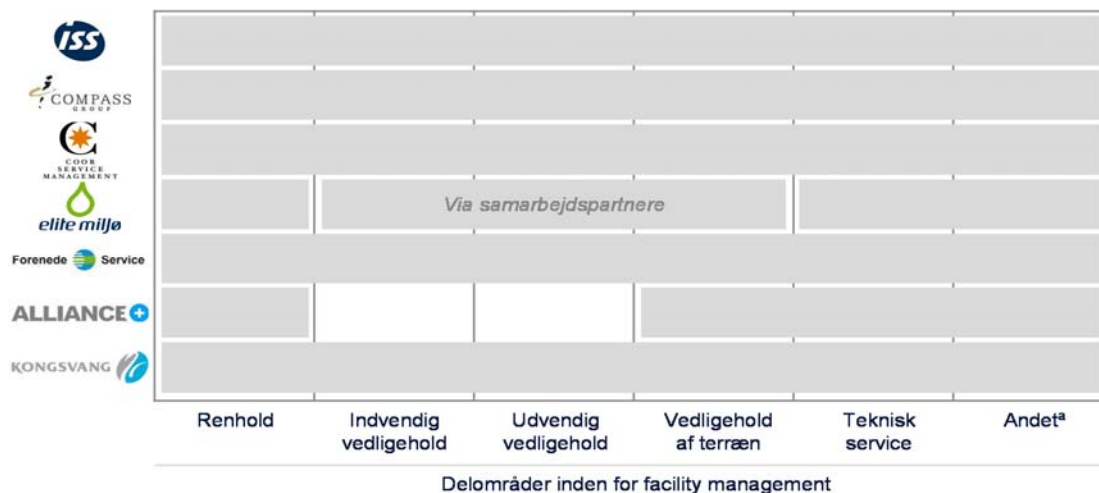 ISS
COMPASS
GROUP
C
COOR
SERVICE
MANAGEMENT
elite miljø
Via samarbejdspartnere
Forenede Service
ALLIANCE+
KONGSVANG
Renhold
Indvendig
vedligehold
Udvendig
vedligehold
Vedligehold
af terræn
Teknisk
service
Andetª
Delområder inden for facility management